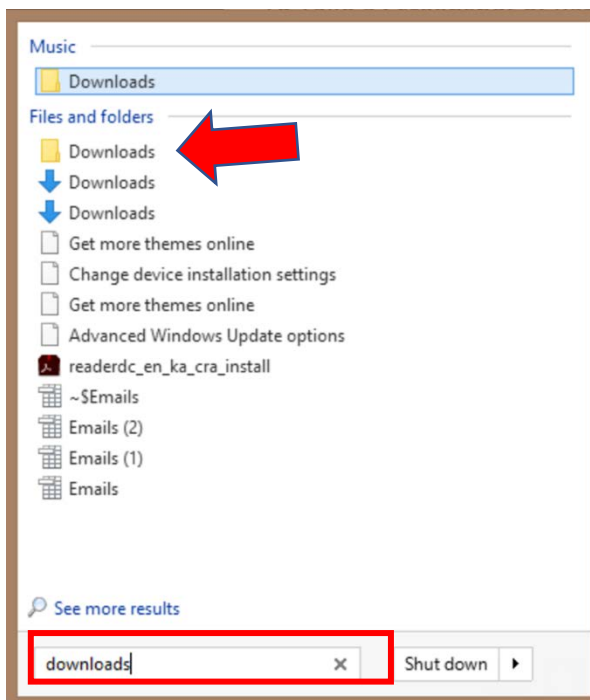 Music
Downloads
Files and folders
Downloads
Downloads
Downloads
Get more themes online
Change device installation settings
Get more themes online
Advanced Windows Update options
readerdc_en_ka_cra_install
~$Emails
Emails (2)
Emails (1)
Emails
See more results
downloads
Shut down